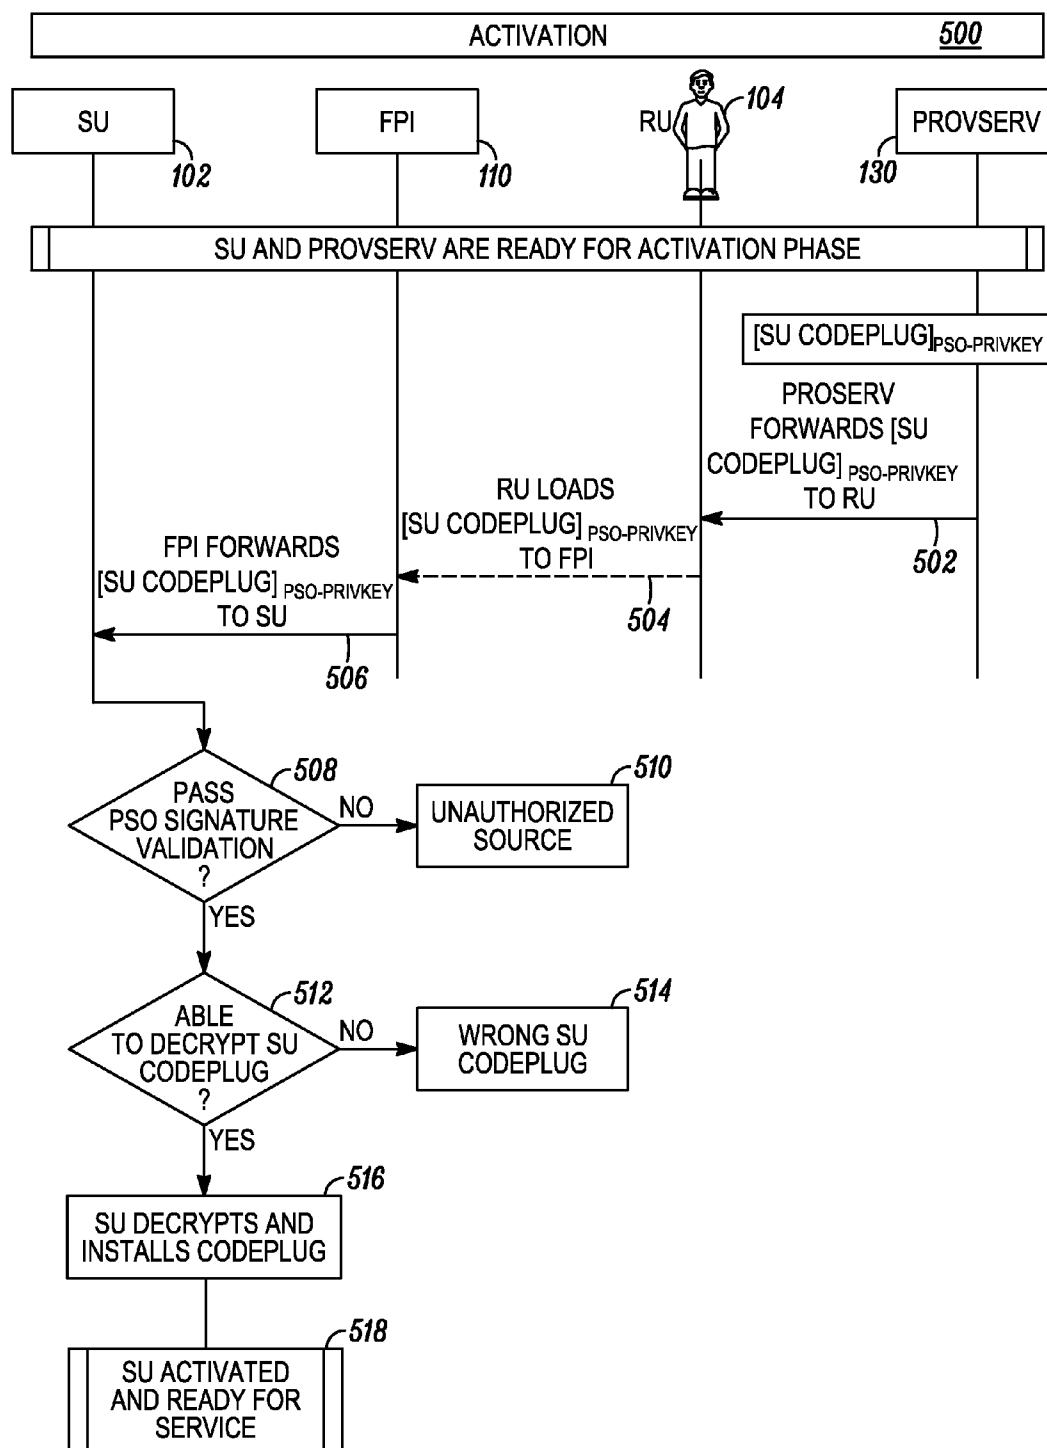 ACTIVATION 500
SU
102
FPI
110
RU
104
PROVSERV
130
SU AND PROVSERV ARE READY FOR ACTIVATION PHASE
[SU CODEPLUG]PSO-PRIVKEY
PROSERV
FORWARDS [SU
CODEPLUG] PSO-PRIVKEY
TO RU
502
RU LOADS
[SU CODEPLUG] PSO-PRIVKEY
TO FPI
504
FPI FORWARDS
[SU CODEPLUG] PSO-PRIVKEY
TO SU
506
PASS
PSO SIGNATURE
VALIDATION
?
508
NO
UNAUTHORIZED
SOURCE
510
YES
ABLE
TO DECRYPT SU
CODEPLUG
?
512
NO
WRONG SU
CODEPLUG
514
YES
516
SU DECRYPTS AND
INSTALLS CODEPLUG
518
SU ACTIVATED
AND READY FOR
SERVICE